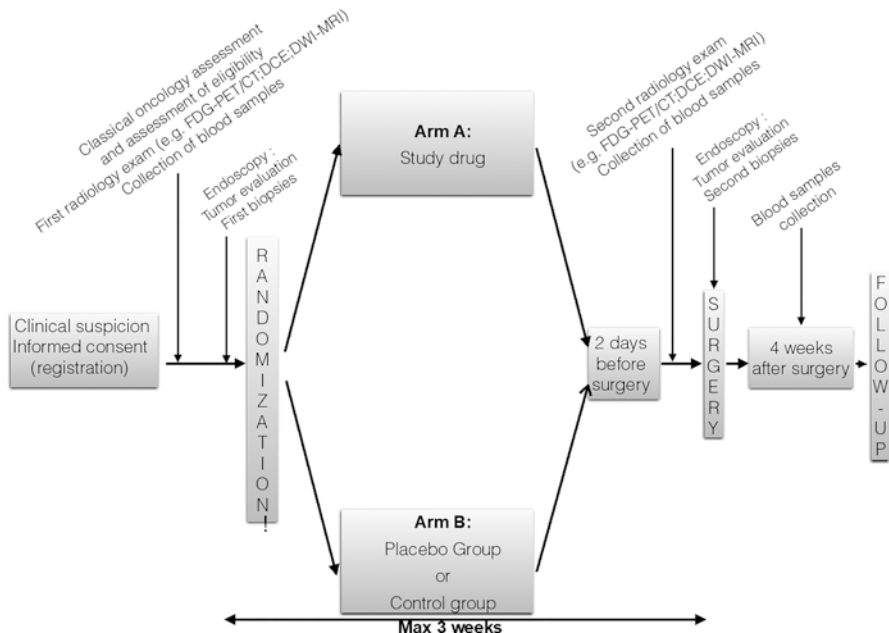 Classical oncology assessment
and assessment of eligibility
First radiology exam (e.g. FDG-PET/CT;DCE;DWI-MRI)
Collection of blood samples
Endoscopy :
Tumor evaluation
First biopsies
Clinical suspicion
Informed consent
(registration)
RANDOMIZATION!
Arm A:
Study drug
Arm B:
Placebo Group
or
Control group
Second radiology exam
(e.g. FDG-PET/CT;DCE;DWI-MRI)
Collection of blood samples
Endoscopy :
Tumor evaluation
Second biopsies
2 days
before
surgery
SURGERY
Blood samples
collection
4 weeks
after surgery
FOLLOW-UP
Max 3 weeks